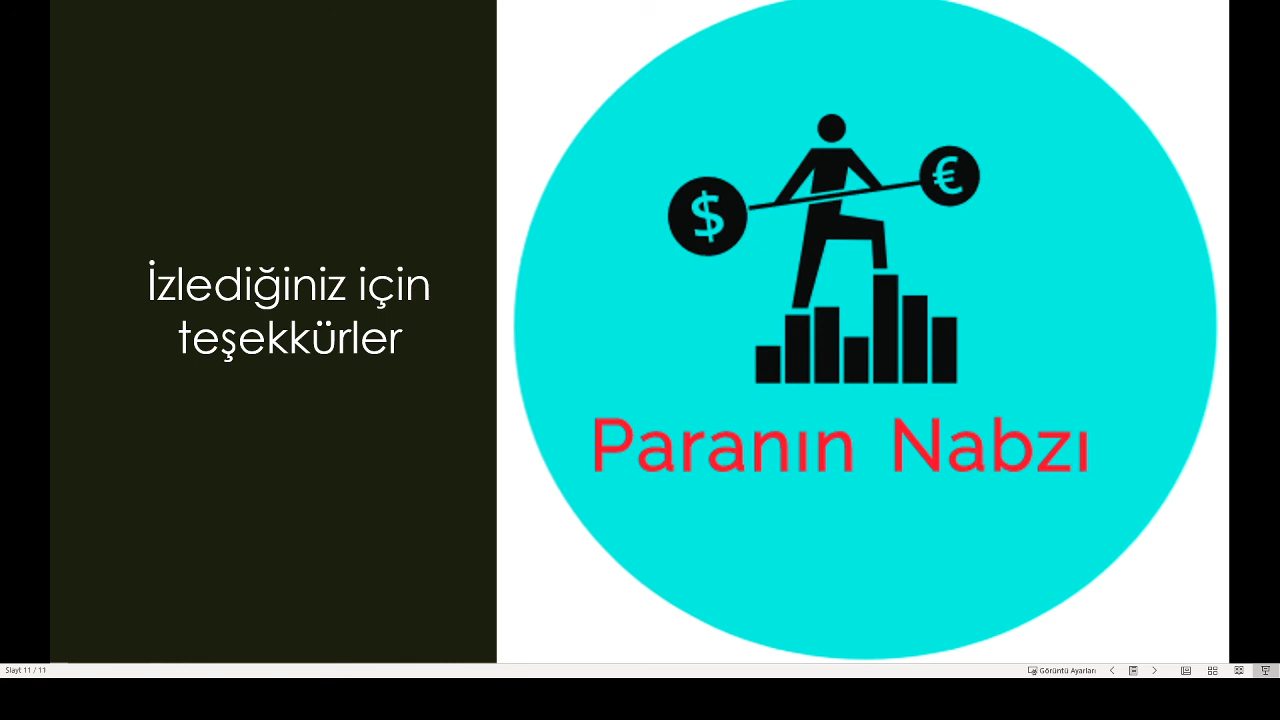 İzlediğiniz için
teşekkürler
$
€
Paranın Nabzı
Slayt 11 / 11
Görüntü Ayarları